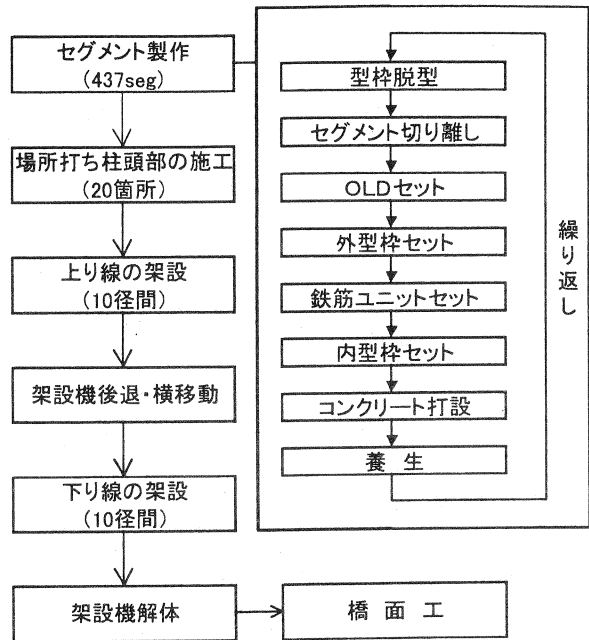 セグメント製作
(437seg)
場所打ち柱頭部の施工
(20箇所)
上り線の架設
(10径間)
架設機後退・横移動
下り線の架設
(10径間)
架設機解体
橋 面 工
型枠脱型
セグメント切り離し
OLDセット
外型枠セット
鉄筋ユニットセット
内型枠セット
コンクリート打設
養 生
繰り返し